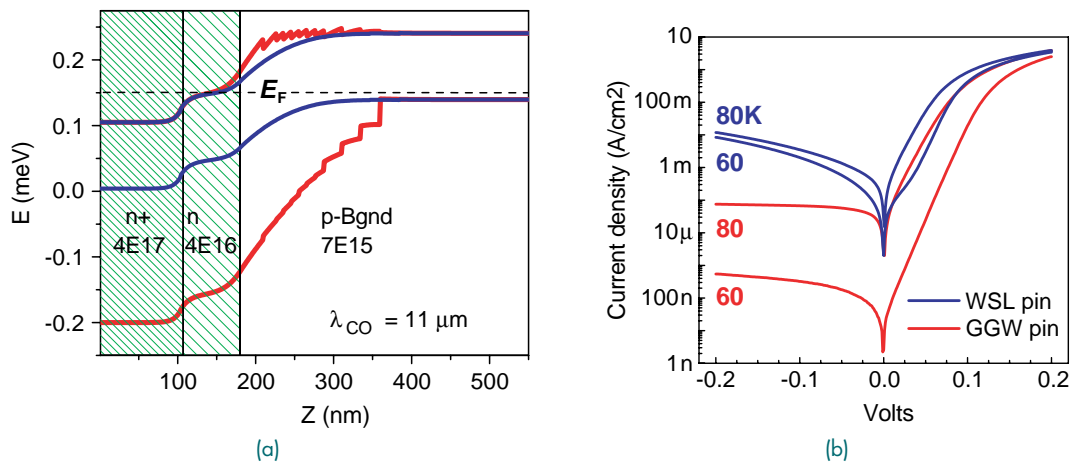 E (meV)
0.2
0.1
0.0
-0.1
-0.2
E_F
n+
4E17
n
4E16
p-Bgnd
7E15
λ_CO = 11 μm
100 200 300 400 500
Z (nm)
(a)
Current density (A/cm2)
100m
1m
10μ
100n
1n
80K
60
80
60
WSL pin
GGW pin
-0.2 -0.1 0.0 0.1 0.2
Volts
(b)